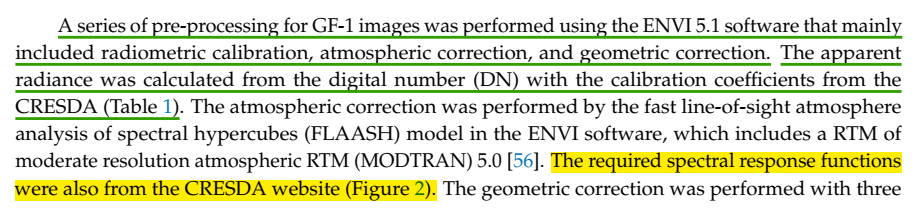 A series of pre-processing for GF-1 images was performed using the ENVI 5.1 software that mainly
included radiometric calibration, atmospheric correction, and geometric correction. The apparent
radiance was calculated from the digital number (DN) with the calibration coefficients from the
CRESDA (Table 1). The atmospheric correction was performed by the fast line-of-sight atmosphere
analysis of spectral hypercubes (FLAASH) model in the ENVI software, which includes a RTM of
moderate resolution atmospheric RTM (MODTRAN) 5.0 [56]. The required spectral response functions
were also from the CRESDA website (Figure 2). The geometric correction was performed with three